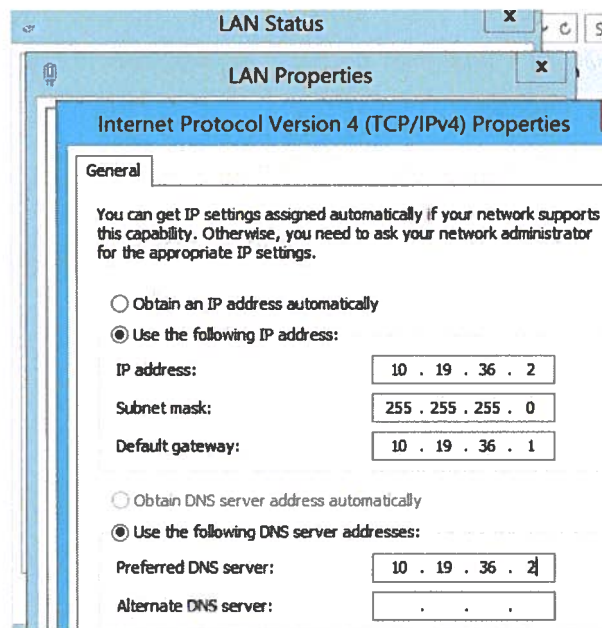 LAN Status
x
S
LAN Properties
x
Internet Protocol Version 4 (TCP/IPv4) Properties
General
You can get IP settings assigned automatically if your network supports
this capability. Otherwise, you need to ask your network administrator
for the appropriate IP settings.
Obtain an IP address automatically
Use the following IP address:
IP address: 10 . 19 . 36 . 2
Subnet mask: 255 . 255 . 255 . 0
Default gateway: 10 . 19 . 36 . 1
Obtain DNS server address automatically
Use the following DNS server addresses:
Preferred DNS server: 10 . 19 . 36 . 2
Alternate DNS server: . . .